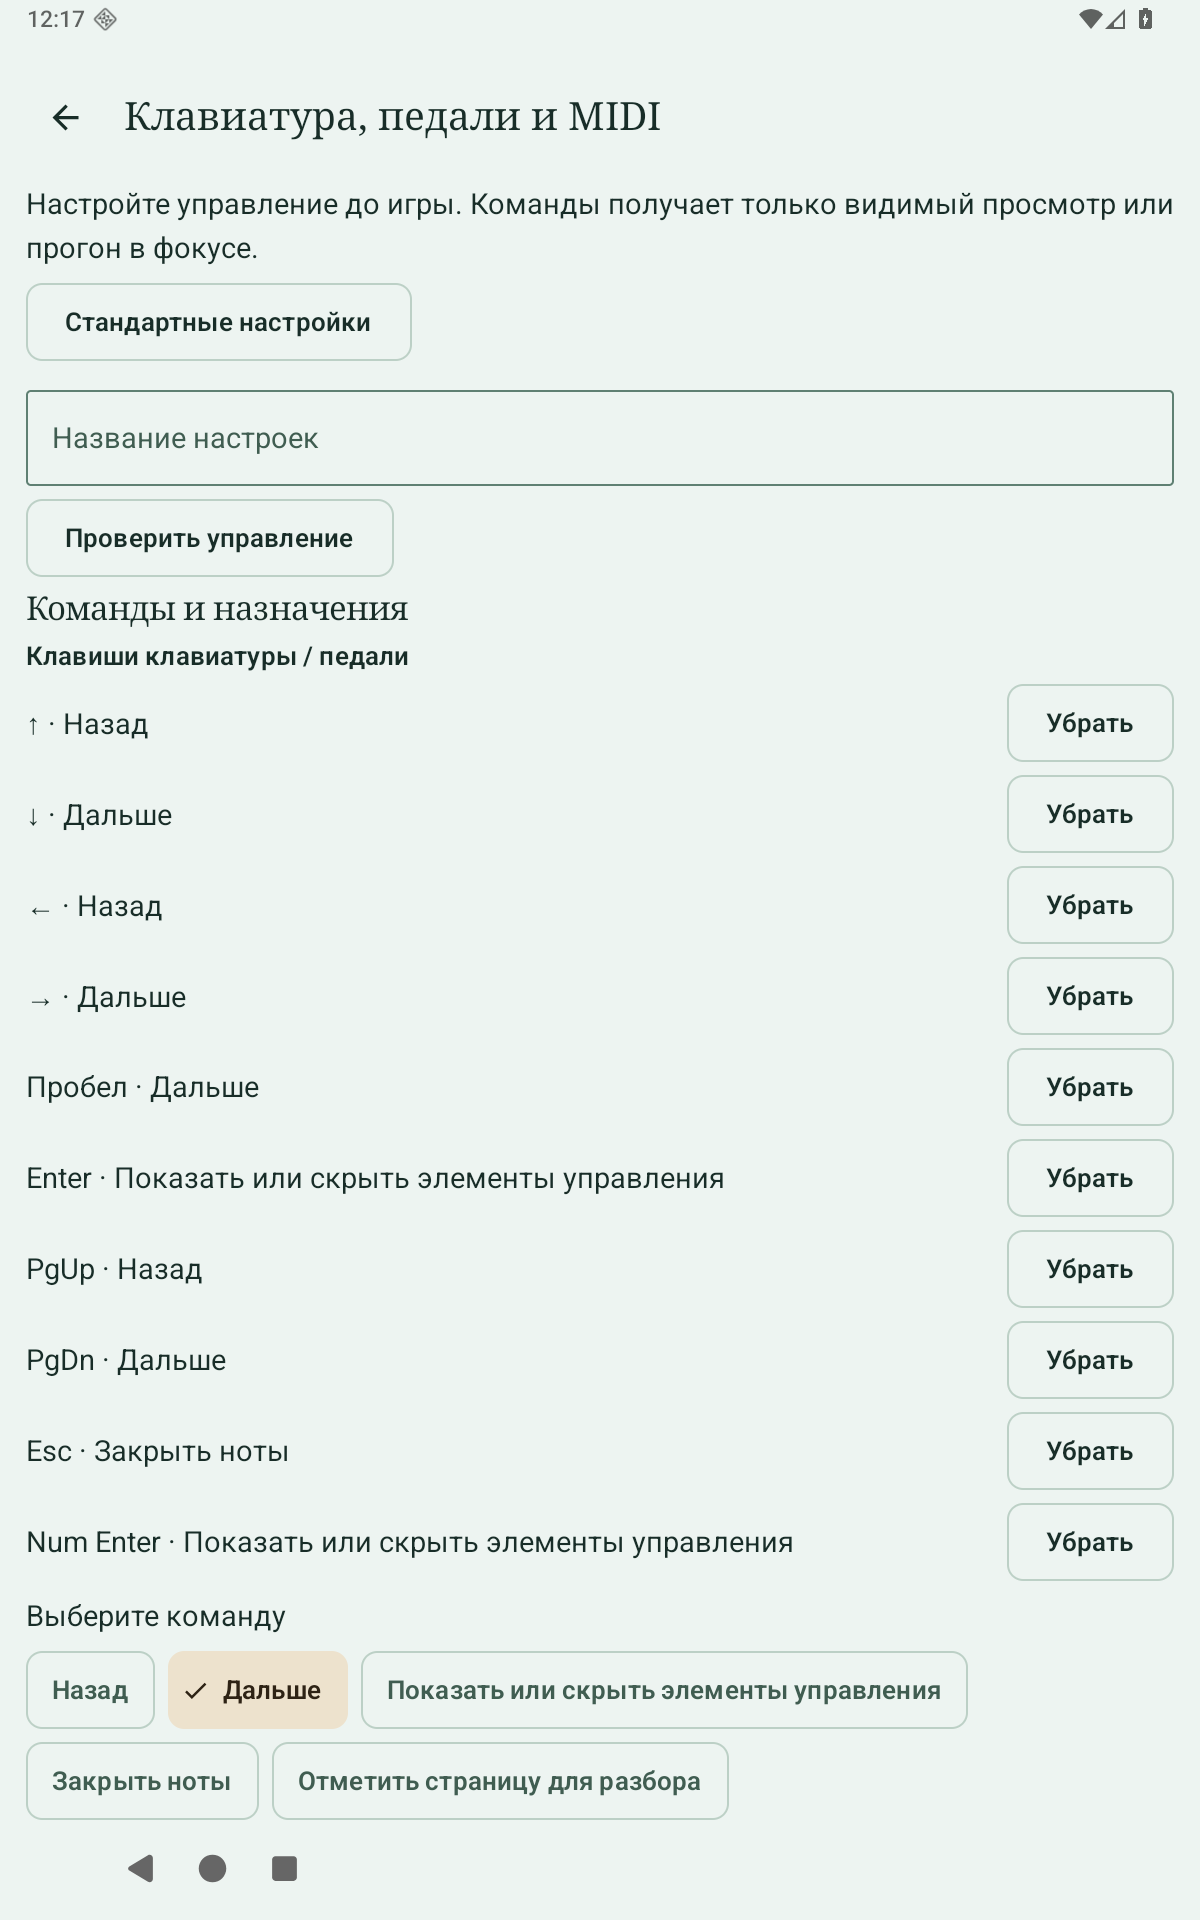 12:17
Клавиатура, педали и MIDI
Настройте управление до игры. Команды получает только видимый просмотр или
прогон в фокусе.
Стандартные настройки
Название настроек
Проверить управление
Команды и назначения
Клавиши клавиатуры / педали
↑ · Назад Убрать
↓ · Дальше Убрать
← · Назад Убрать
→ · Дальше Убрать
Пробел · Дальше Убрать
Enter · Показать или скрыть элементы управления Убрать
PgUp · Назад Убрать
PgDn · Дальше Убрать
Esc · Закрыть ноты Убрать
Num Enter · Показать или скрыть элементы управления Убрать
Выберите команду
Назад Дальше Показать или скрыть элементы управления
Закрыть ноты Отметить страницу для разбора